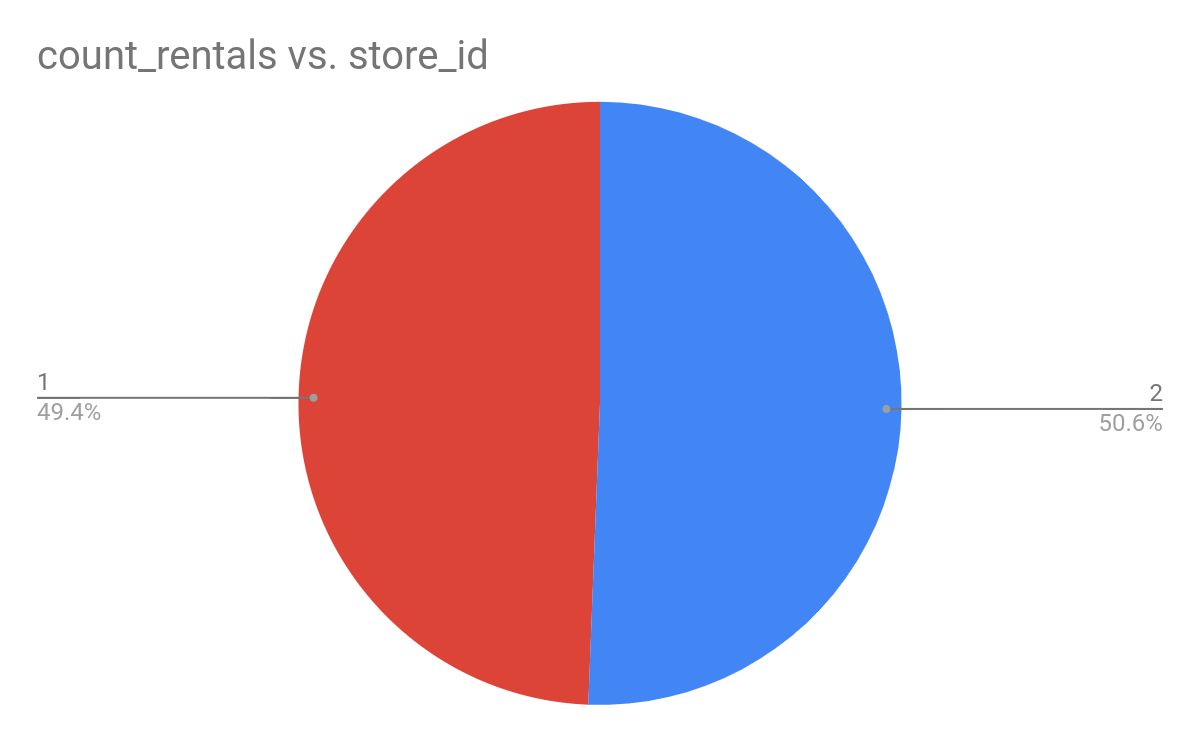 count_rentals vs. store_id
1
49.4%
2
50.6%